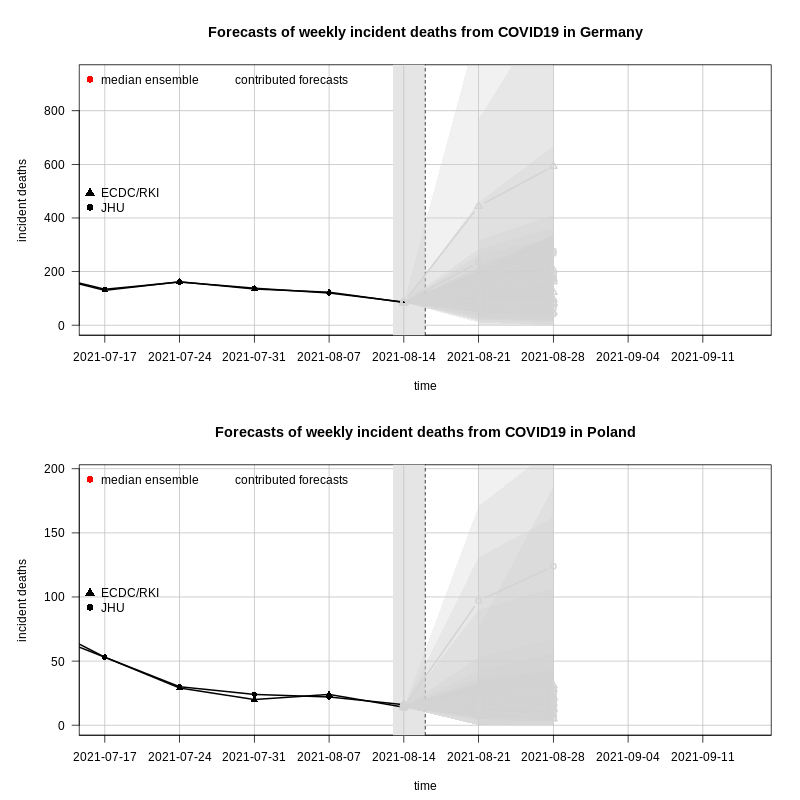 Forecasts of weekly incident deaths from COVID19 in Germany
median ensemble contributed forecasts
800
600
ECDC/RKI
JHU
400
200
0
incident deaths
2021-07-17 2021-07-24 2021-07-31 2021-08-07 2021-08-14 2021-08-21 2021-08-28 2021-09-04 2021-09-11
time
Forecasts of weekly incident deaths from COVID19 in Poland
200
median ensemble contributed forecasts
150
ECDC/RKI
100
JHU
50
0
incident deaths
2021-07-17 2021-07-24 2021-07-31 2021-08-07 2021-08-14 2021-08-21 2021-08-28 2021-09-04 2021-09-11
time